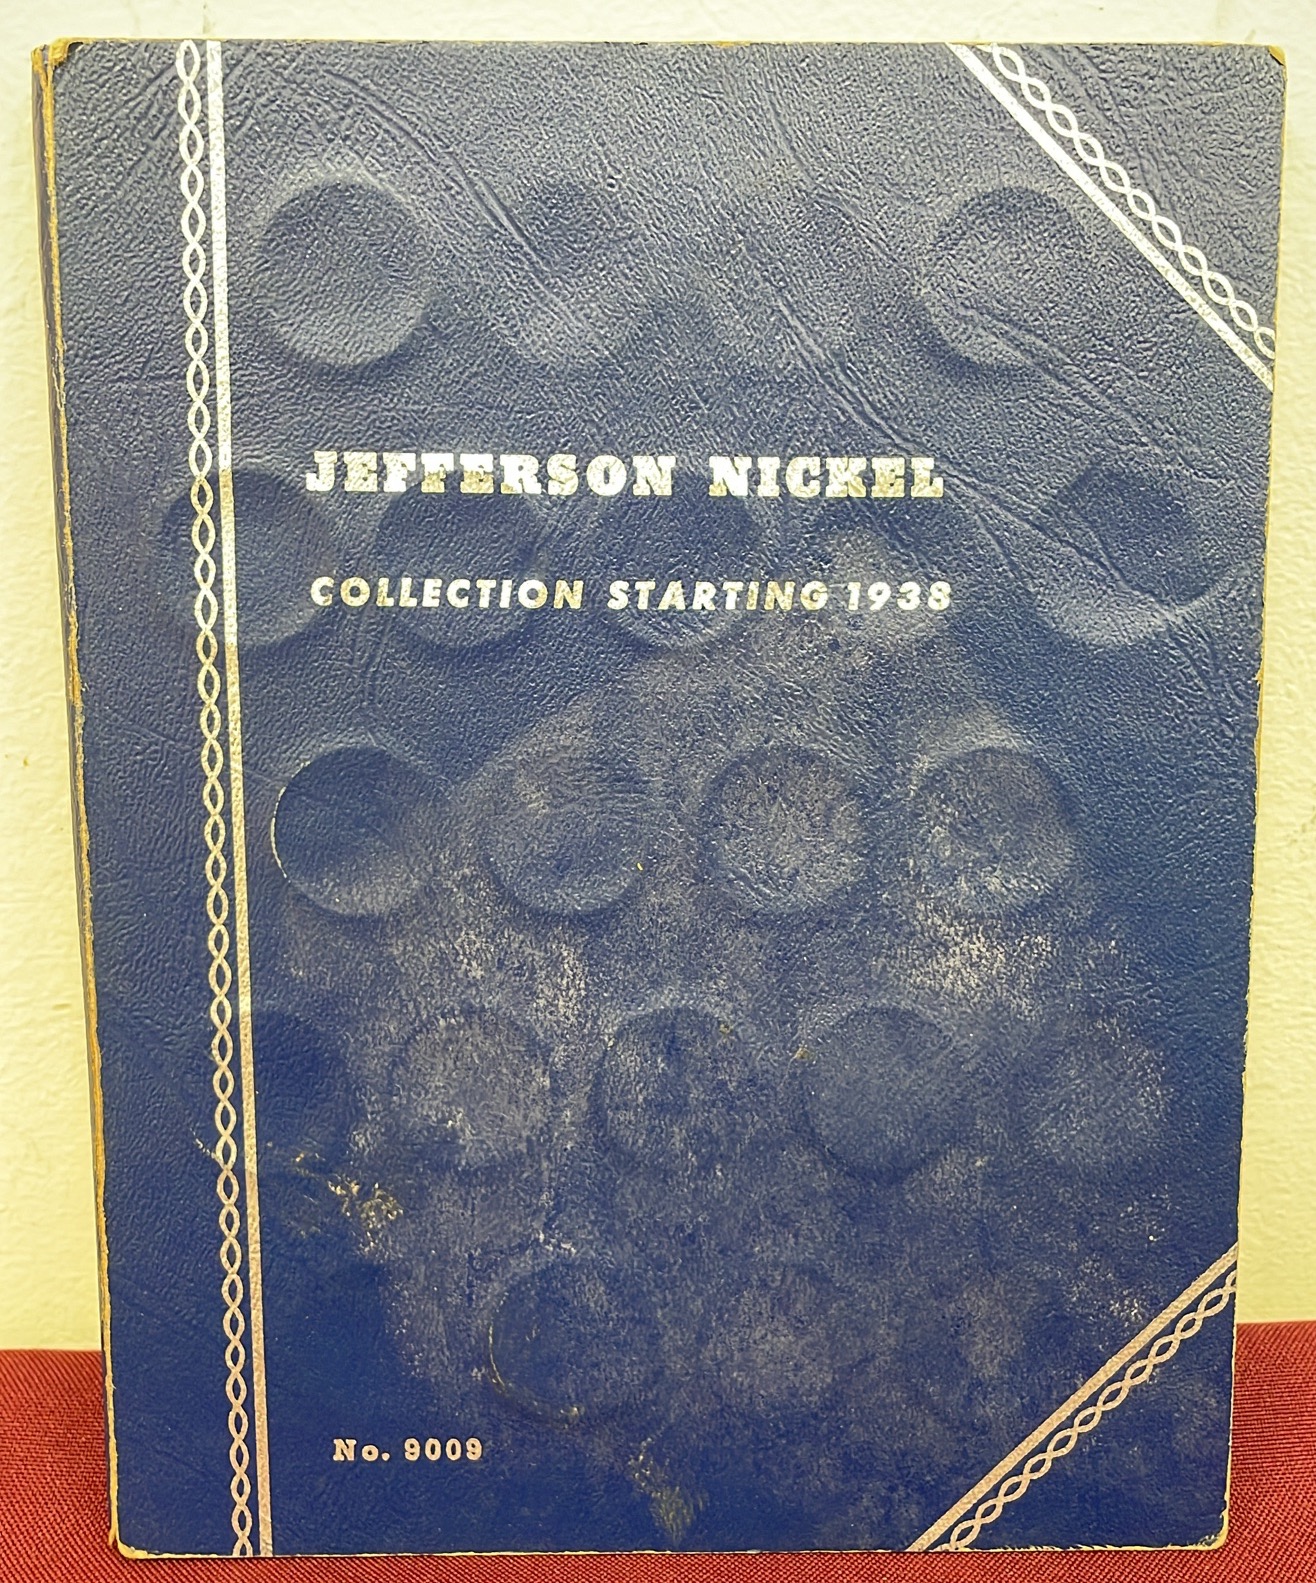 JEFFERSON NICKEL
COLLECTION STARTING 1938
No. 9009